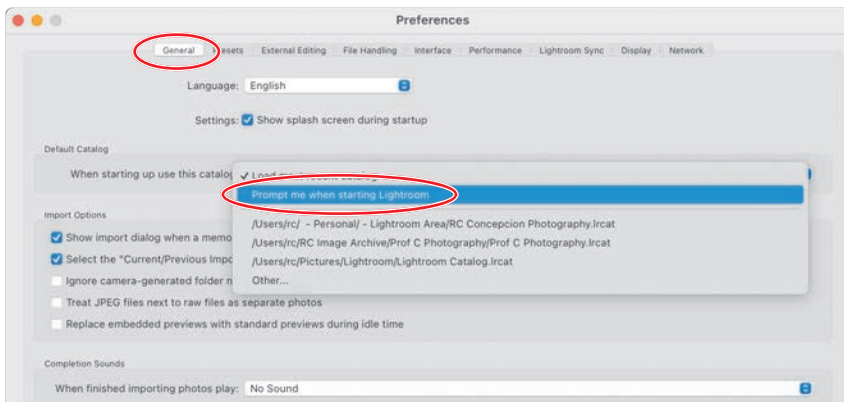 Preferences
General Presets External Editing File Handling Interface Performance Lightroom Sync Display Network
Language: English
Settings: Show splash screen during startup
Default Catalog
When starting up use this catalog
✓ Load most recent catalog
Prompt me when starting Lightroom
/Users/rc/ - Personal/ - Lightroom Area/RC Concepcion Photography.lrcat
/Users/rc/RC Image Archive/Prof C Photography/Prof C Photography.lrcat
/Users/rc/Pictures/Lightroom/Lightroom Catalog.lrcat
Other...
Import Options
Show import dialog when a memo
Select the "Current/Previous Impo
Ignore camera-generated folder n
Treat JPEG files next to raw files as separate photos
Replace embedded previews with standard previews during idle time
Completion Sounds
When finished importing photos play: No Sound